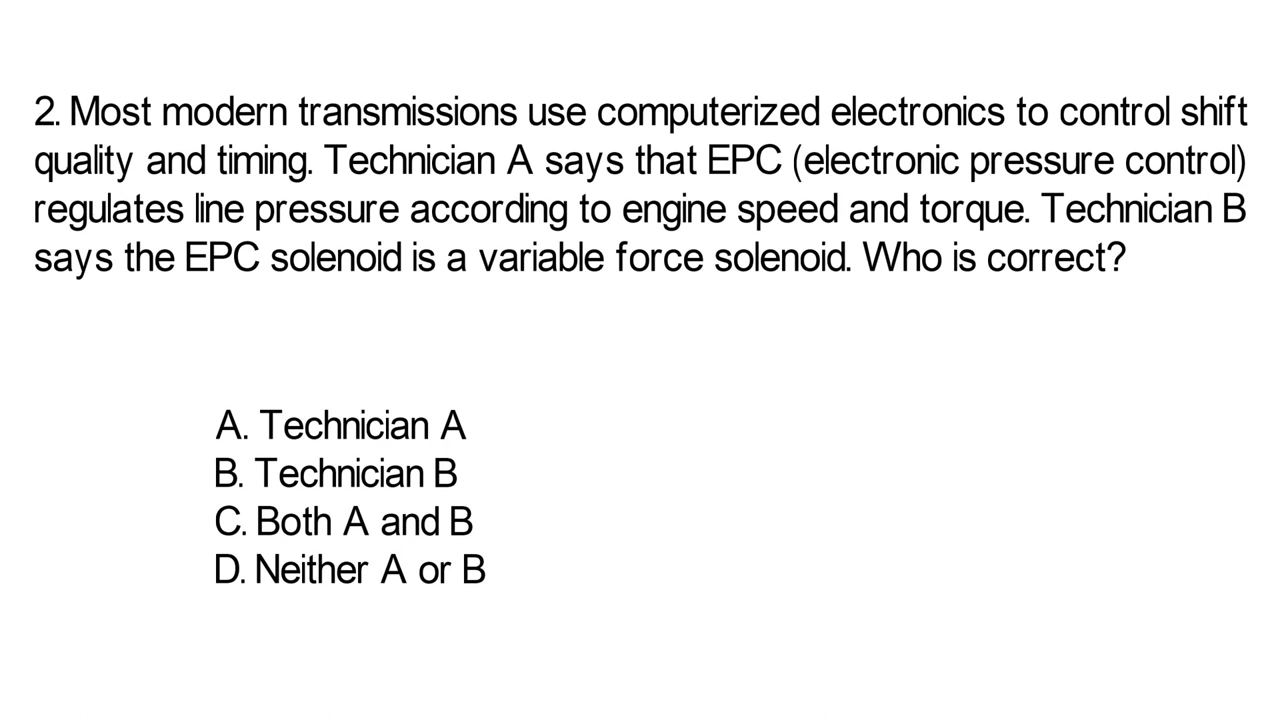 2. Most modern transmissions use computerized electronics to control shift
quality and timing. Technician A says that EPC (electronic pressure control)
regulates line pressure according to engine speed and torque. Technician B
says the EPC solenoid is a variable force solenoid. Who is correct?
A. Technician A
B. Technician B
C. Both A and B
D. Neither A or B